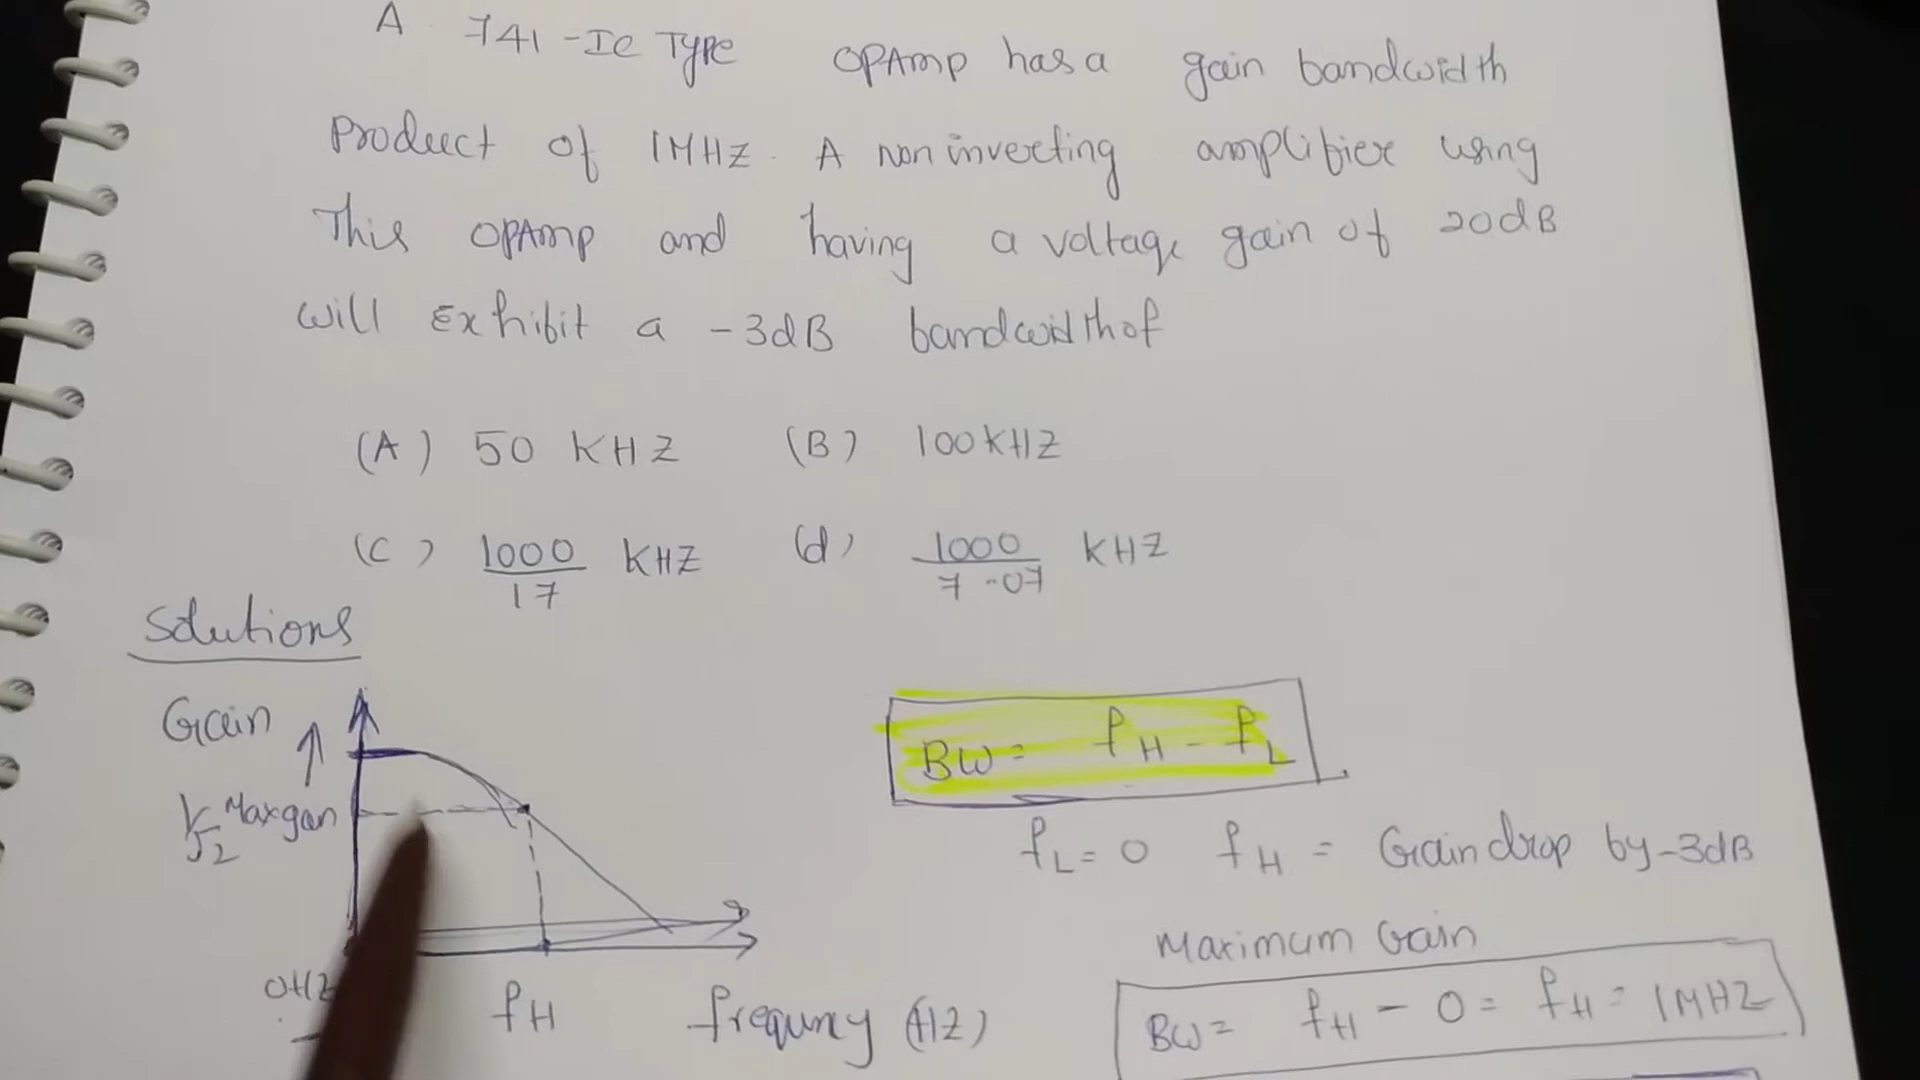 A 741-IC Type OPAmp has a gain bandwidth
Product of 1MHZ. A non inverting amplifier using
This OPAmp and having a voltage gain of 20dB
will Exhibit a -3dB bandwidth of
(A) 50 KHZ (B) 100KHZ
(C) 1000/17 KHZ (d) 1000/7.07 KHZ
Solutions
Gain
1/√2 Max gan
BW = fH - fL
fL = 0 fH = Gain drop by -3dB
Maximum Gain
BW = fH - 0 = fH = 1MHZ
0HZ fH frequncy (HZ)